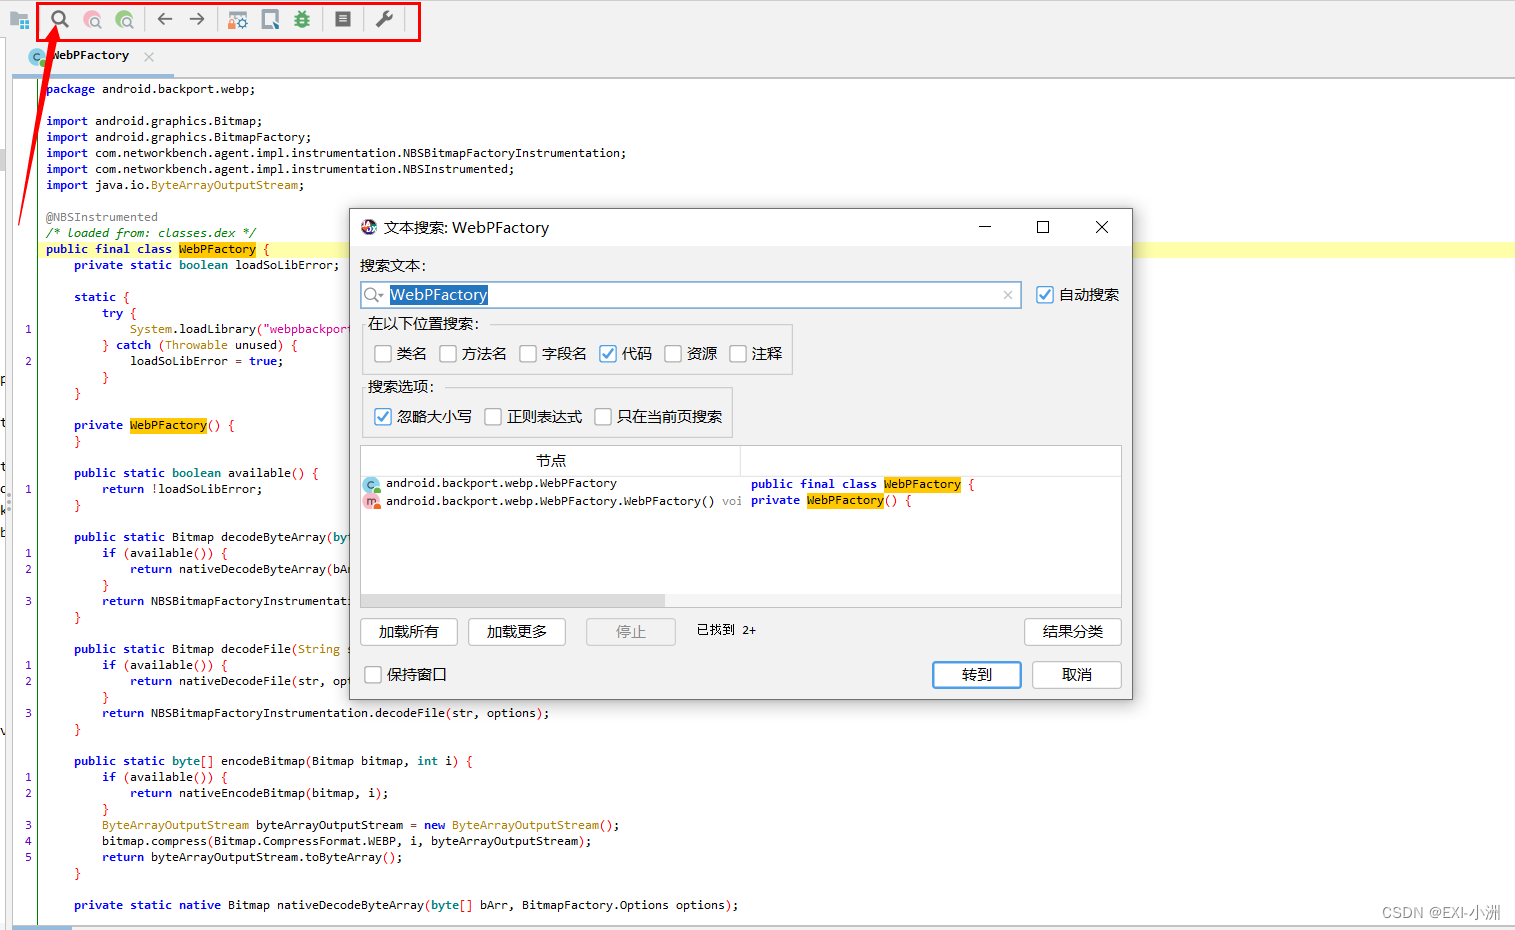 WebPFactory
package android.backport.webp;
import android.graphics.Bitmap;
import android.graphics.BitmapFactory;
import com.networkbench.agent.impl.instrumentation.NBSBitmapFactoryInstrumentation;
import com.networkbench.agent.impl.instrumentation.NBSInstrumented;
import java.io.ByteArrayOutputStream;
@NBSInstrumented
/* loaded from: classes.dex */
public final class WebPFactory {
private static boolean loadSoLibError;
static {
try {
1 System.loadLibrary("webpbackport
} catch (Throwable unused) {
2 loadSoLibError = true;
}
}
private WebPFactory() {
}
public static boolean available() {
1 return !loadSoLibError;
}
public static Bitmap decodeByteArray(byt
1 if (available()) {
2 return nativeDecodeByteArray(bAr
}
3 return NBSBitmapFactoryInstrumentati
}
public static Bitmap decodeFile(String s
1 if (available()) {
2 return nativeDecodeFile(str, opt
}
3 return NBSBitmapFactoryInstrumentation.decodeFile(str, options);
}
public static byte[] encodeBitmap(Bitmap bitmap, int i) {
1 if (available()) {
2 return nativeEncodeBitmap(bitmap, i);
}
3 ByteArrayOutputStream byteArrayOutputStream = new ByteArrayOutputStream();
4 bitmap.compress(Bitmap.CompressFormat.WEBP, i, byteArrayOutputStream);
5 return byteArrayOutputStream.toByteArray();
}
private static native Bitmap nativeDecodeByteArray(byte[] bArr, BitmapFactory.Options options);
文本搜索: WebPFactory
搜索文本:
WebPFactory
自动搜索
在以下位置搜索:
类名 方法名 字段名 代码 资源 注释
搜索选项:
忽略大小写 正则表达式 只在当前页搜索
节点
android.backport.webp.WebPFactory public final class WebPFactory {
android.backport.webp.WebPFactory.WebPFactory() voi private WebPFactory() {
加载所有 加载更多 停止 已找到 2+ 结果分类
保持窗口 转到 取消
CSDN @EXI-小洲